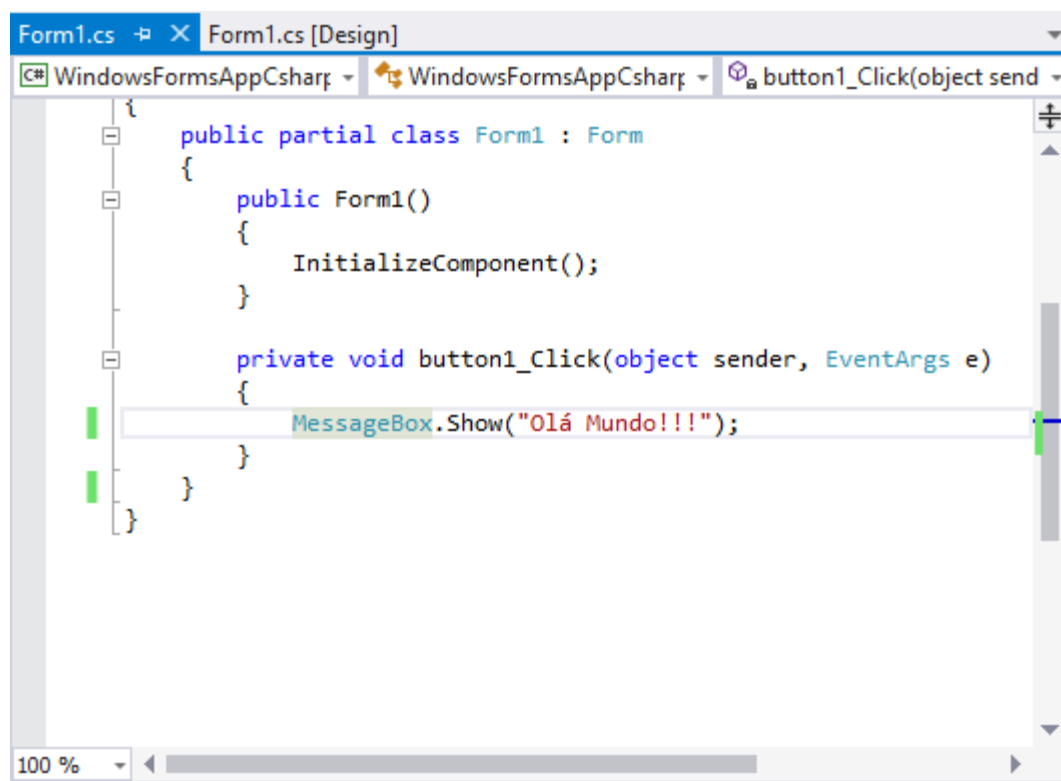 Form1.cs Form1.cs [Design]
C# WindowsFormsAppCsharp WindowsFormsAppCsharp button1_Click(object send
{
public partial class Form1 : Form
{
public Form1()
{
InitializeComponent();
}
private void button1_Click(object sender, EventArgs e)
{
MessageBox.Show("Olá Mundo!!!");
}
}
}
100 %